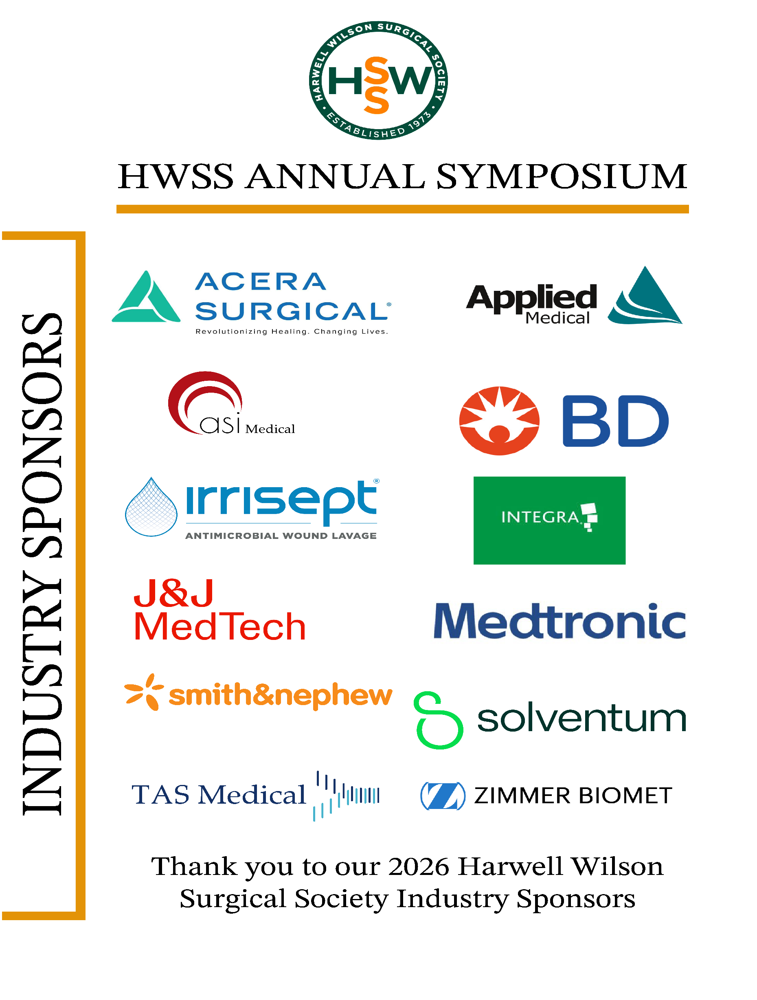 HARWELL WILSON SURGICAL SOCIETY
HSSW
• ESTABLISHED 1973 •
HWSS ANNUAL SYMPOSIUM
INDUSTRY SPONSORS
ACERA
SURGICAL®
Revolutionizing Healing. Changing Lives.
Applied
Medical
asi Medical
BD
irrisept®
ANTIMICROBIAL WOUND LAVAGE
INTEGRA®
J&J
MedTech
Medtronic
smith&nephew
solventum
TAS Medical
ZIMMER BIOMET
Thank you to our 2026 Harwell Wilson
Surgical Society Industry Sponsors